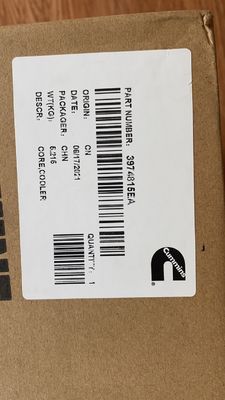 PART NUMBER: 3974815EA
ORIGIN: CN
DATE: 06/17/2021 QUANTITY: 1
PACKAGER: CHN
WT(KG): 6.216
DESCR: CORE,COOLER
Cummins